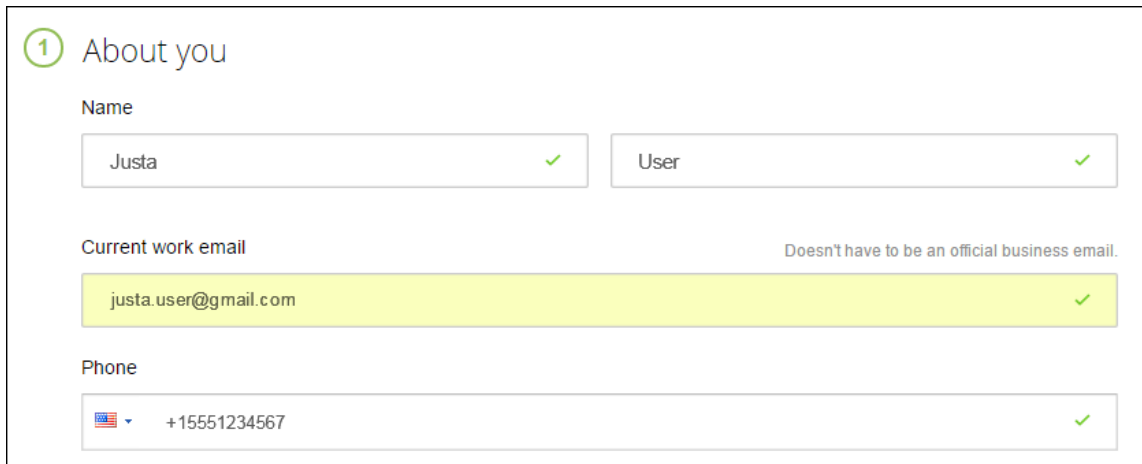 1 About you
Name
Justa User
Current work email Doesn't have to be an official business email.
justa.user@gmail.com
Phone
+15551234567